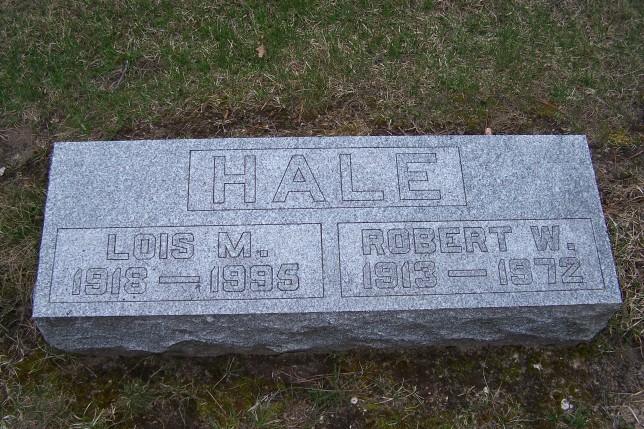 HALE
LOIS M.
1918 — 1995
ROBERT W.
1913 — 1972